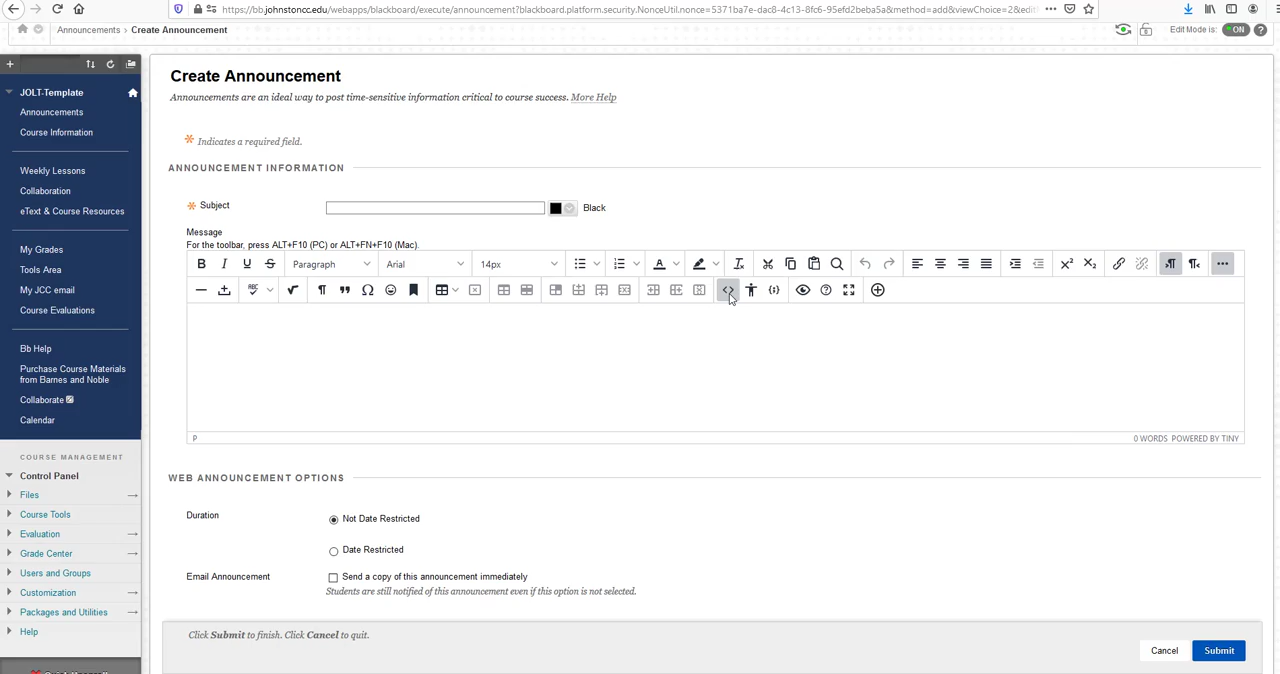 https://bb.johnstoncc.edu/webapps/blackboard/execute/announcement?blackboard.platform.security.NonceUtil.nonce=5371ba7e-dac8-4c13-8fc6-95efd2beba5a&method=add&viewChoice=2&edit
Announcements > Create Announcement
Edit Mode is: ON ?
JOLT-Template
Announcements
Course Information
Weekly Lessons
Collaboration
eText & Course Resources
My Grades
Tools Area
My JCC email
Course Evaluations
Bb Help
Purchase Course Materials
from Barnes and Noble
Collaborate
Calendar
COURSE MANAGEMENT
Control Panel
Files
Course Tools
Evaluation
Grade Center
Users and Groups
Customization
Packages and Utilities
Help
Create Announcement
Announcements are an ideal way to post time-sensitive information critical to course success. More Help
Indicates a required field.
ANNOUNCEMENT INFORMATION
Subject
Black
Message
For the toolbar, press ALT+F10 (PC) or ALT+FN+F10 (Mac).
B I U S Paragraph Arial 14px
P
0 WORDS POWERED BY TINY
WEB ANNOUNCEMENT OPTIONS
Duration
Not Date Restricted
Date Restricted
Email Announcement
Send a copy of this announcement immediately
Students are still notified of this announcement even if this option is not selected.
Click Submit to finish. Click Cancel to quit.
Cancel
Submit